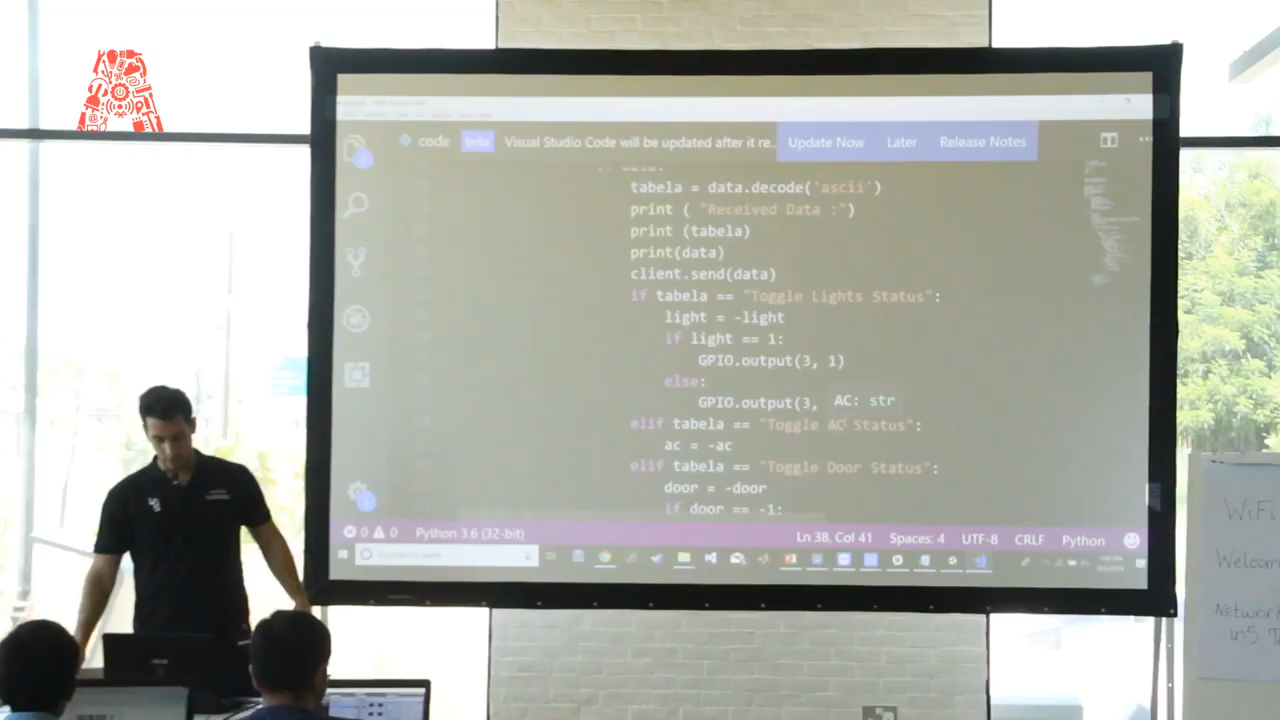 code Info Visual Studio Code will be updated after it re... Update Now Later Release Notes
tabela = data.decode('ascii')
print ( "Received Data :")
print (tabela)
print(data)
client.send(data)
if tabela == "Toggle Lights Status":
light = -light
if light == 1:
GPIO.output(3, 1)
else:
GPIO.output(3, AC: str
elif tabela == "Toggle AC Status":
ac = -ac
elif tabela == "Toggle Door Status":
door = -door
if door == -1:
0 0 Python 3.6 (32-bit) Ln 38, Col 41 Spaces: 4 UTF-8 CRLF Python